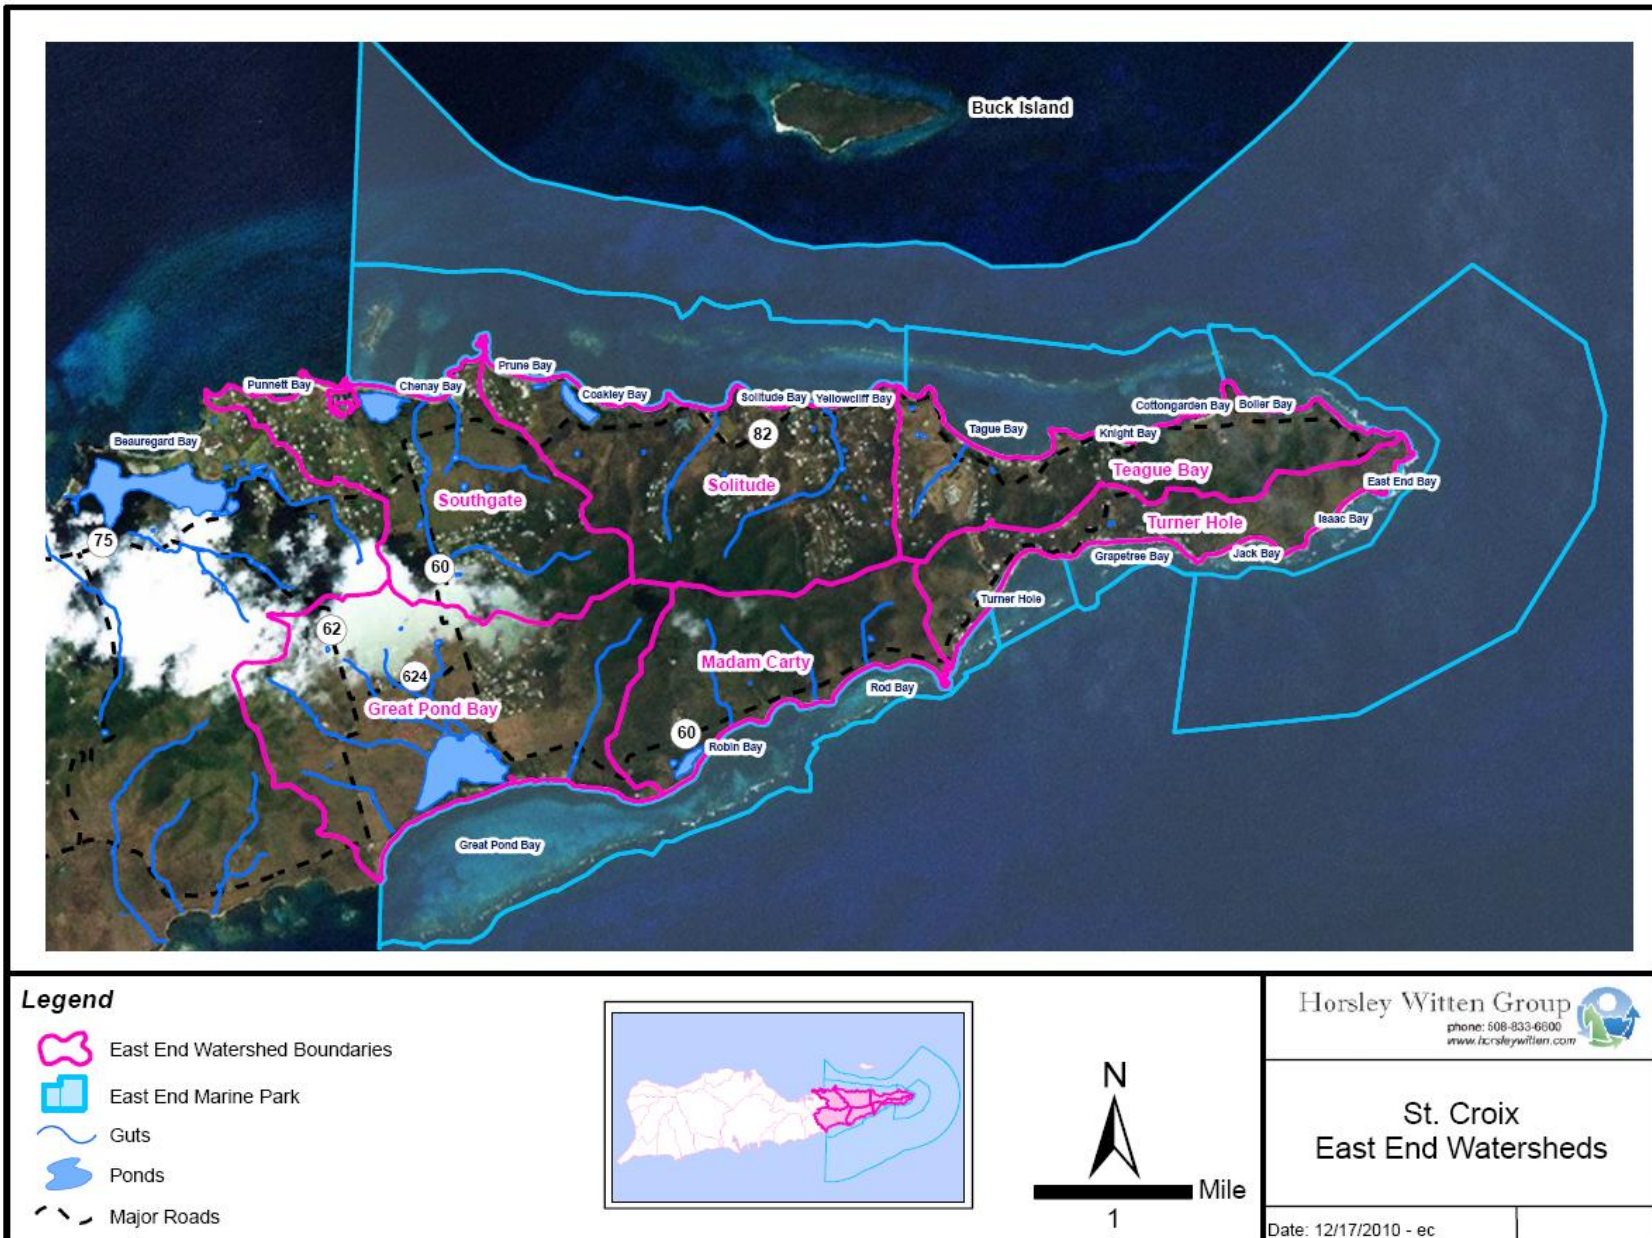 Buck Island
Prune Bay
Punnett Bay
Chenay Bay
Coakley Bay
Solitude Bay
Yellowcliff Bay
Cottongarden Bay
Boiler Bay
Beauregard Bay
82
Tague Bay
Knight Bay
Teague Bay
Solitude
East End Bay
Southgate
Turner Hole
Isaac Bay
75
Grapetree Bay
Jack Bay
60
Turner Hole
62
Madam Carty
624
Rod Bay
Great Pond Bay
60
Robin Bay
Great Pond Bay
Legend
East End Watershed Boundaries
East End Marine Park
Guts
Ponds
Major Roads
N
Mile
1
Horsley Witten Group
phone: 508-833-6600
www.horsleywitten.com
St. Croix
East End Watersheds
Date: 12/17/2010 - ec